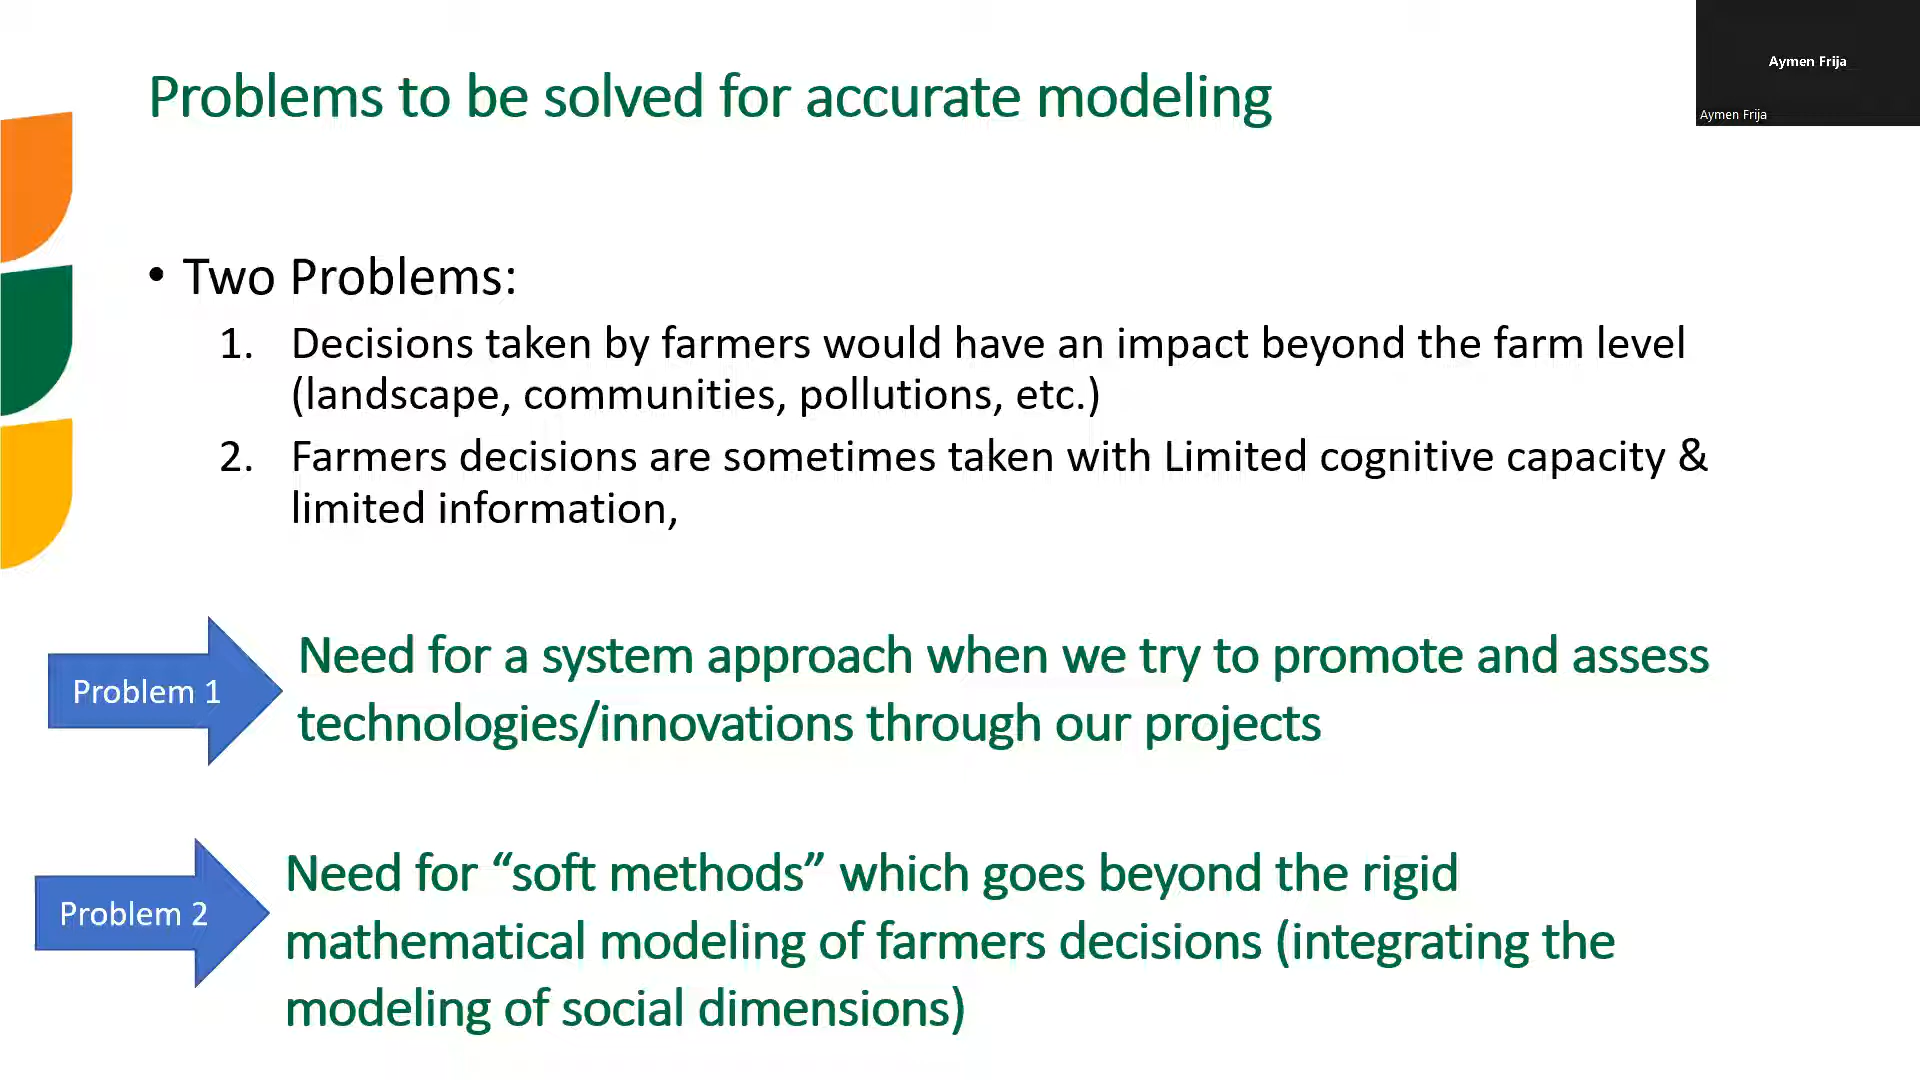 Problems to be solved for accurate modeling
Aymen Frija
Aymen Frija
• Two Problems:
1. Decisions taken by farmers would have an impact beyond the farm level
(landscape, communities, pollutions, etc.)
2. Farmers decisions are sometimes taken with Limited cognitive capacity &
limited information,
Problem 1
Need for a system approach when we try to promote and assess
technologies/innovations through our projects
Problem 2
Need for “soft methods” which goes beyond the rigid
mathematical modeling of farmers decisions (integrating the
modeling of social dimensions)